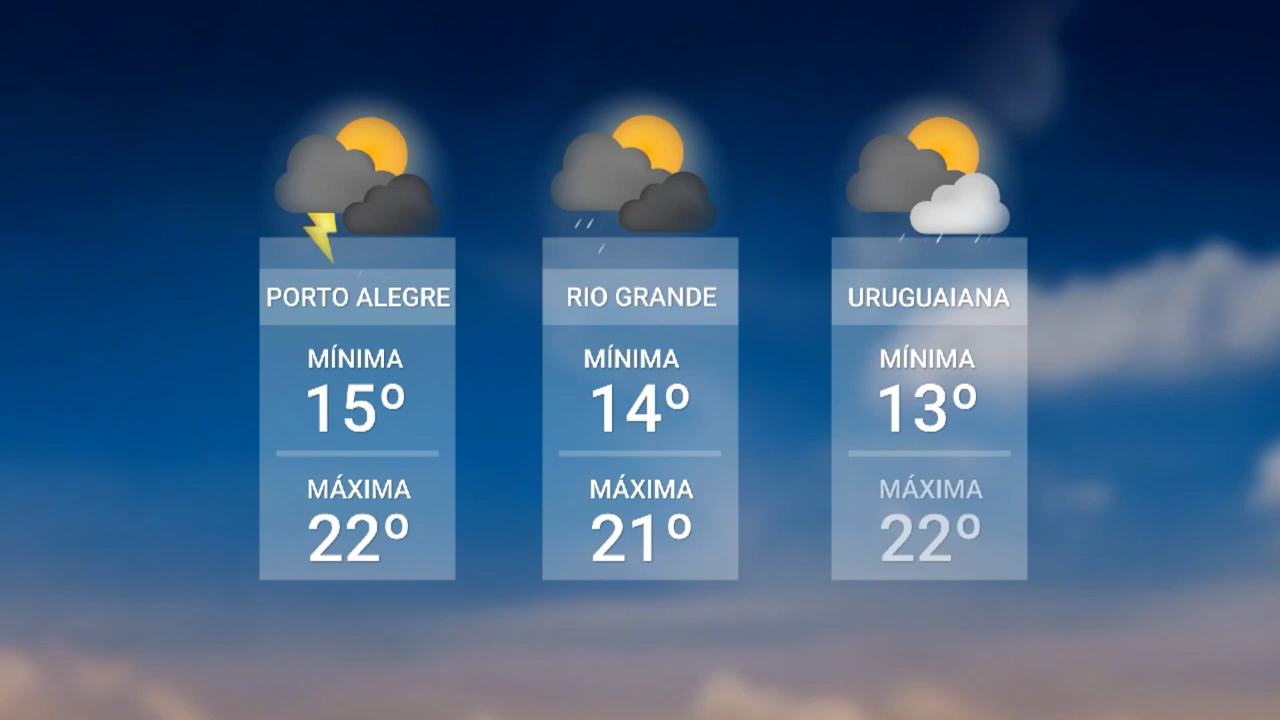 PORTO ALEGRE
MÍNIMA
15º
MÁXIMA
22º
RIO GRANDE
MÍNIMA
14º
MÁXIMA
21º
URUGUAIANA
MÍNIMA
13º
MÁXIMA
22º